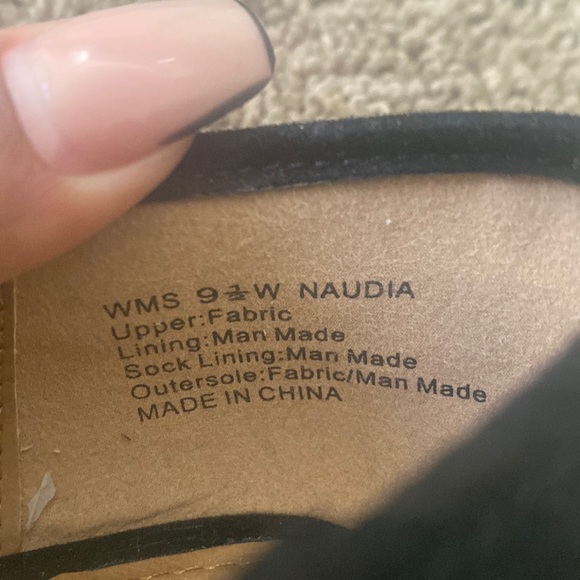 WMS 9½W NAUDIA
Upper:Fabric
Lining:Man Made
Sock Lining:Man Made
Outersole:Fabric/Man Made
MADE IN CHINA